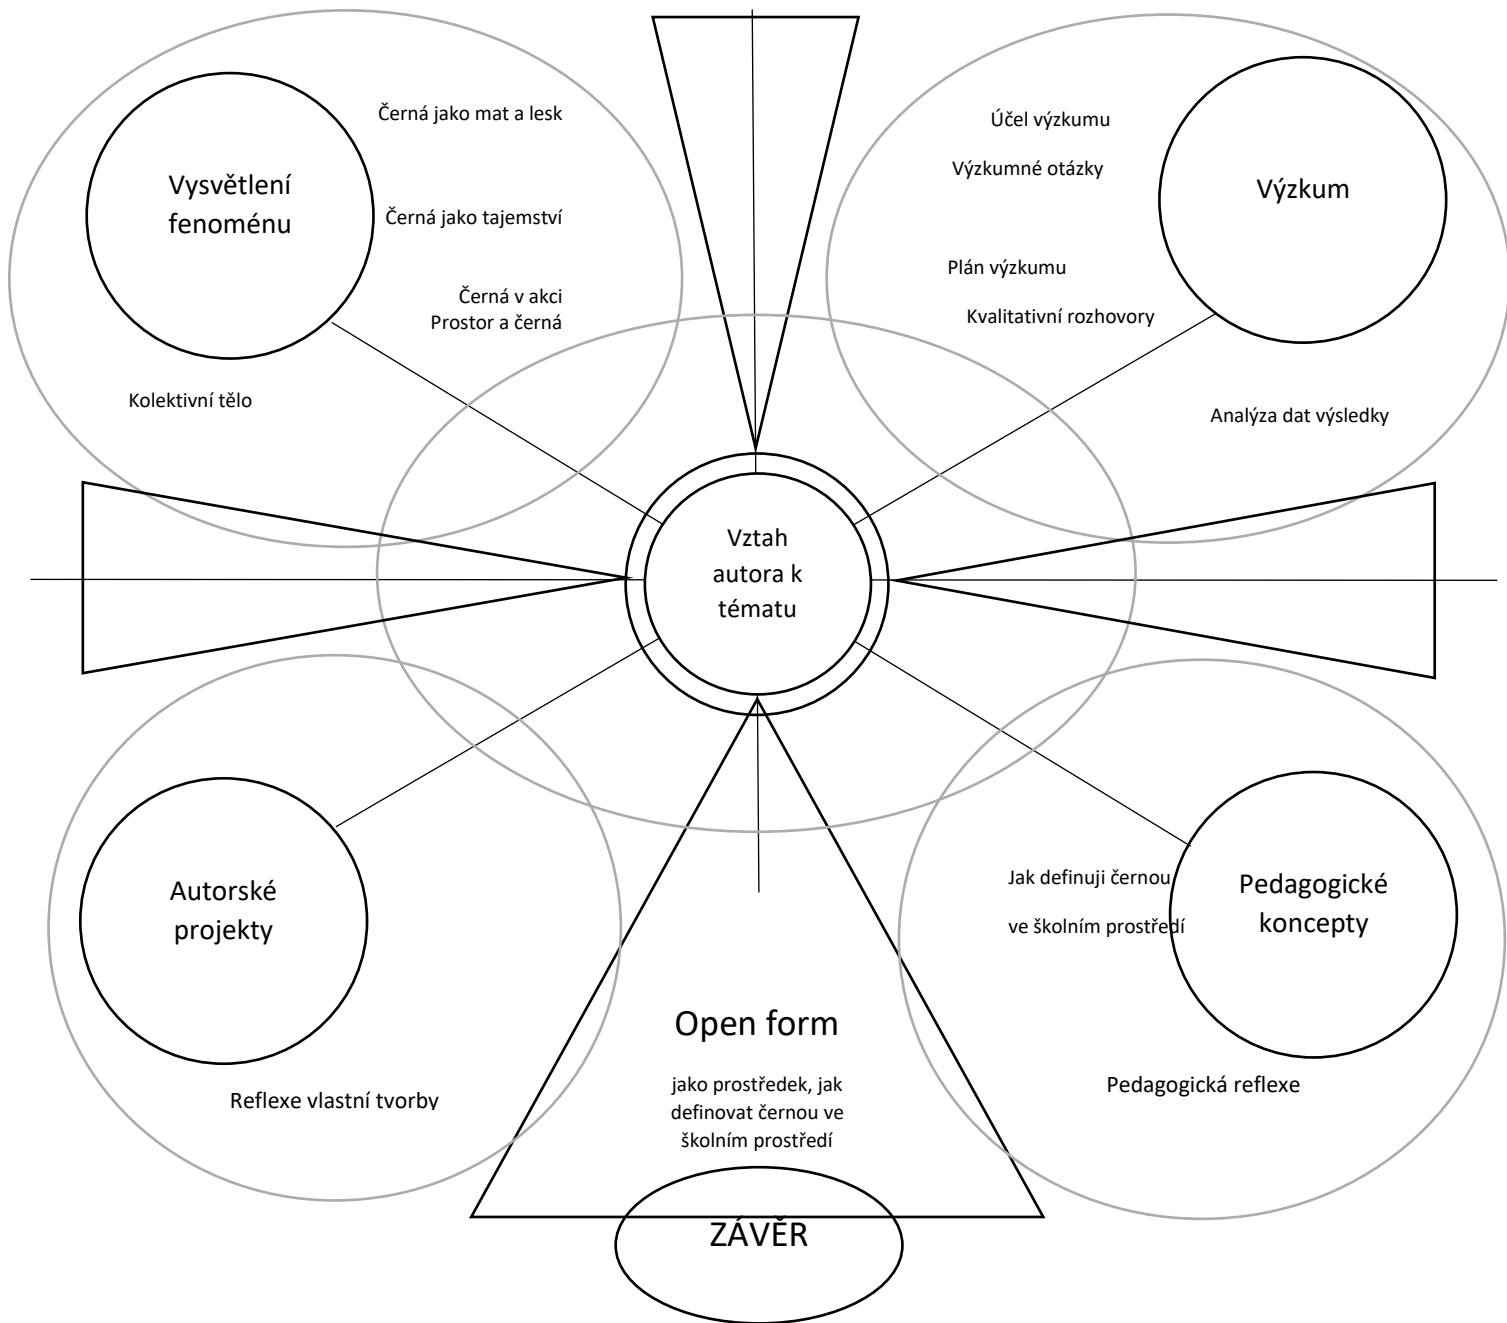 Černá jako mat a lesk
Vysvětlení
fenoménu
Černá jako tajemství
Černá v akci
Prostor a černá
Kolektivní tělo
Účel výzkumu
Výzkumné otázky
Výzkum
Plán výzkumu
Kvalitativní rozhovory
Analýza dat výsledky
Vztah
autora k
tématu
Autorské
projekty
Reflexe vlastní tvorby
Open form
jako prostředek, jak
definovat černou ve
školním prostředí
ZÁVĚR
Jak definuji černou
ve školním prostředí
Pedagogické
koncepty
Pedagogická reflexe